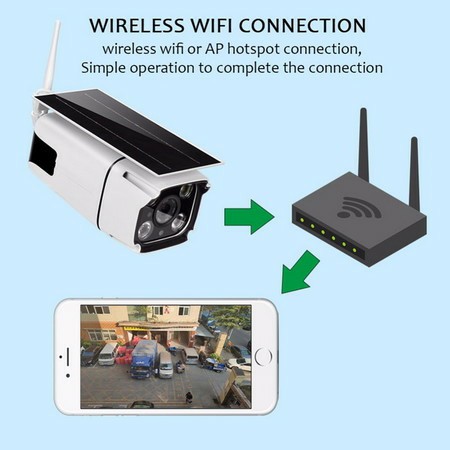 WIRELESS WIFI CONNECTION
wireless wifi or AP hotspot connection,
Simple operation to complete the connection